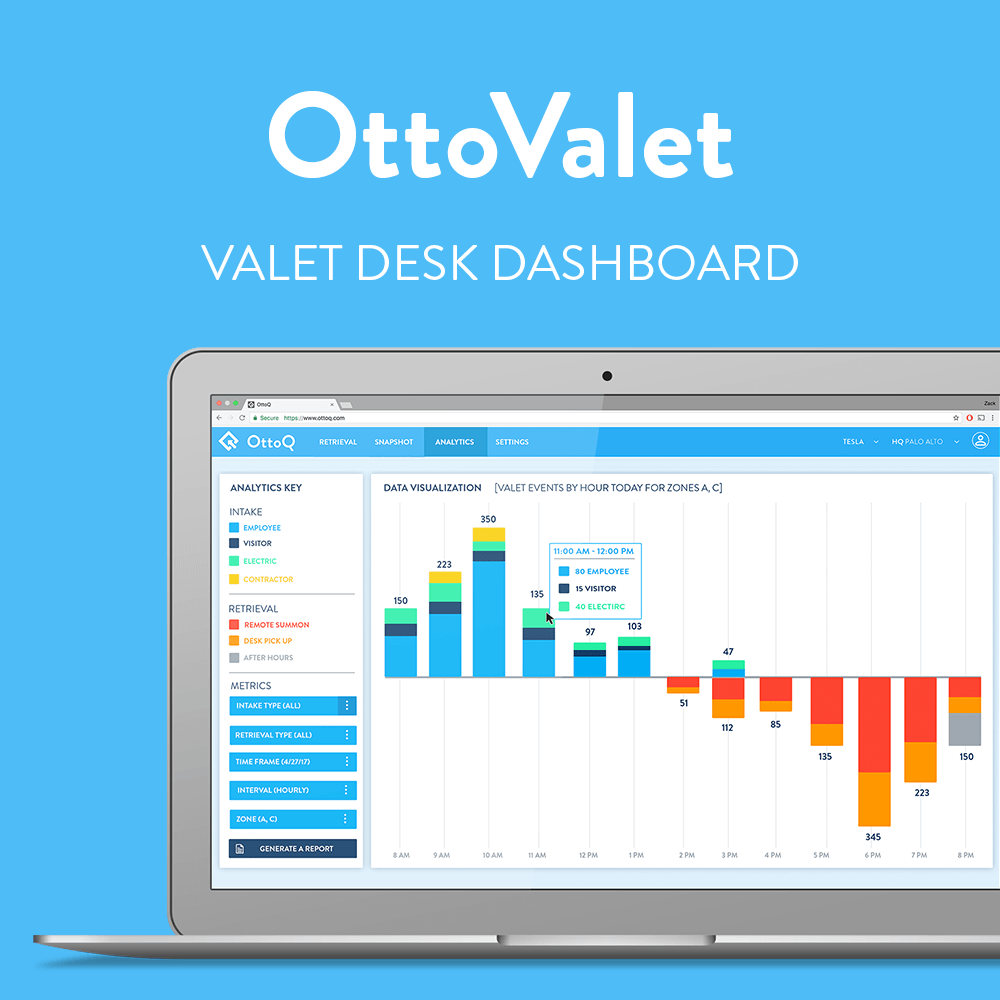 OttoValet
VALET DESK DASHBOARD
OttoQ
Zack
Secure https://www.ottoq.com
OttoQ
RETRIEVAL SNAPSHOT ANALYTICS SETTINGS TESLA HQ PALO ALTO
ANALYTICS KEY
INTAKE
EMPLOYEE
VISITOR
ELECTRIC
CONTRACTOR
RETRIEVAL
REMOTE SUMMON
DESK PICK UP
AFTER HOURS
METRICS
INTAKE TYPE (ALL)
RETRIEVAL TYPE (ALL)
TIME FRAME (4/27/17)
INTERVAL (HOURLY)
ZONE (A, C)
GENERATE A REPORT
DATA VISUALIZATION [VALET EVENTS BY HOUR TODAY FOR ZONES A, C]
150
223
350
135
11:00 AM - 12:00 PM
80 EMPLOYEE
15 VISITOR
40 ELECTIRC
97
103
51
47
112
85
135
345
223
150
8 AM 9 AM 10 AM 11 AM 12 PM 1 PM 2 PM 3 PM 4 PM 5 PM 6 PM 7 PM 8 PM